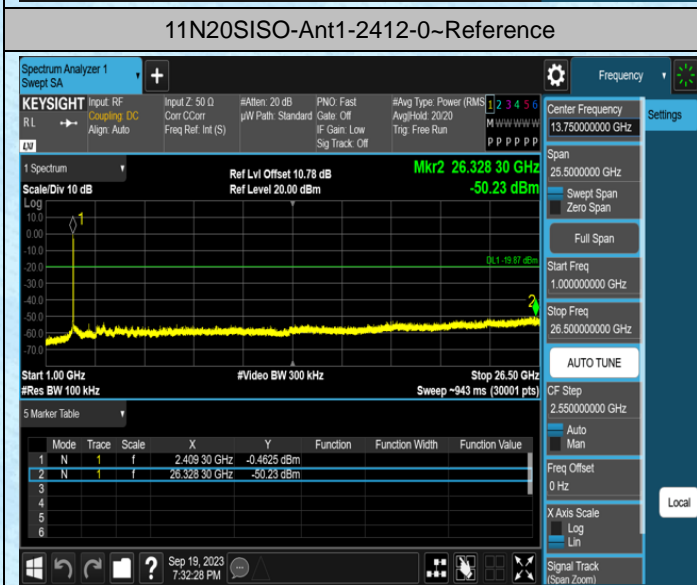 11N20SISO-Ant1-2412-0~Reference
Spectrum Analyzer 1
Swept SA
Frequency
KEYSIGHT
RL
Input: RF
Coupling: DC
Align: Auto
Input Z: 50 Ω
Corr CCorr
Freq Ref: Int (S)
#Atten: 20 dB
µW Path: Standard
PNO: Fast
Gate: Off
IF Gain: Low
Sig Track: Off
#Avg Type: Power (RMS
Avg|Hold: 20/20
Trig: Free Run
1 2 3 4 5 6
M W W W W W
P P P P P P
LXI
1 Spectrum
Scale/Div 10 dB
Ref Lvl Offset 10.78 dB
Ref Level 20.00 dBm
Mkr2 26.328 30 GHz
-50.23 dBm
Log
10.0
0.00
-10.0
-20.0
-30.0
-40.0
-50.0
-60.0
-70.0
1
DL1 -19.87 dBm
2
Start 1.00 GHz
#Res BW 100 kHz
#Video BW 300 kHz
Stop 26.50 GHz
Sweep ~943 ms (30001 pts)
5 Marker Table
Mode Trace Scale X Y Function Function Width Function Value
1 N 1 f 2.409 30 GHz -0.4625 dBm
2 N 1 f 26.328 30 GHz -50.23 dBm
3
4
5
6
Sep 19, 2023
7:32:28 PM
Center Frequency
13.750000000 GHz
Settings
Span
25.5000000 GHz
Swept Span
Zero Span
Full Span
Start Freq
1.000000000 GHz
Stop Freq
26.500000000 GHz
AUTO TUNE
CF Step
2.550000000 GHz
Auto
Man
Freq Offset
0 Hz
X Axis Scale
Log
Lin
Local
Signal Track
(Span Zoom)